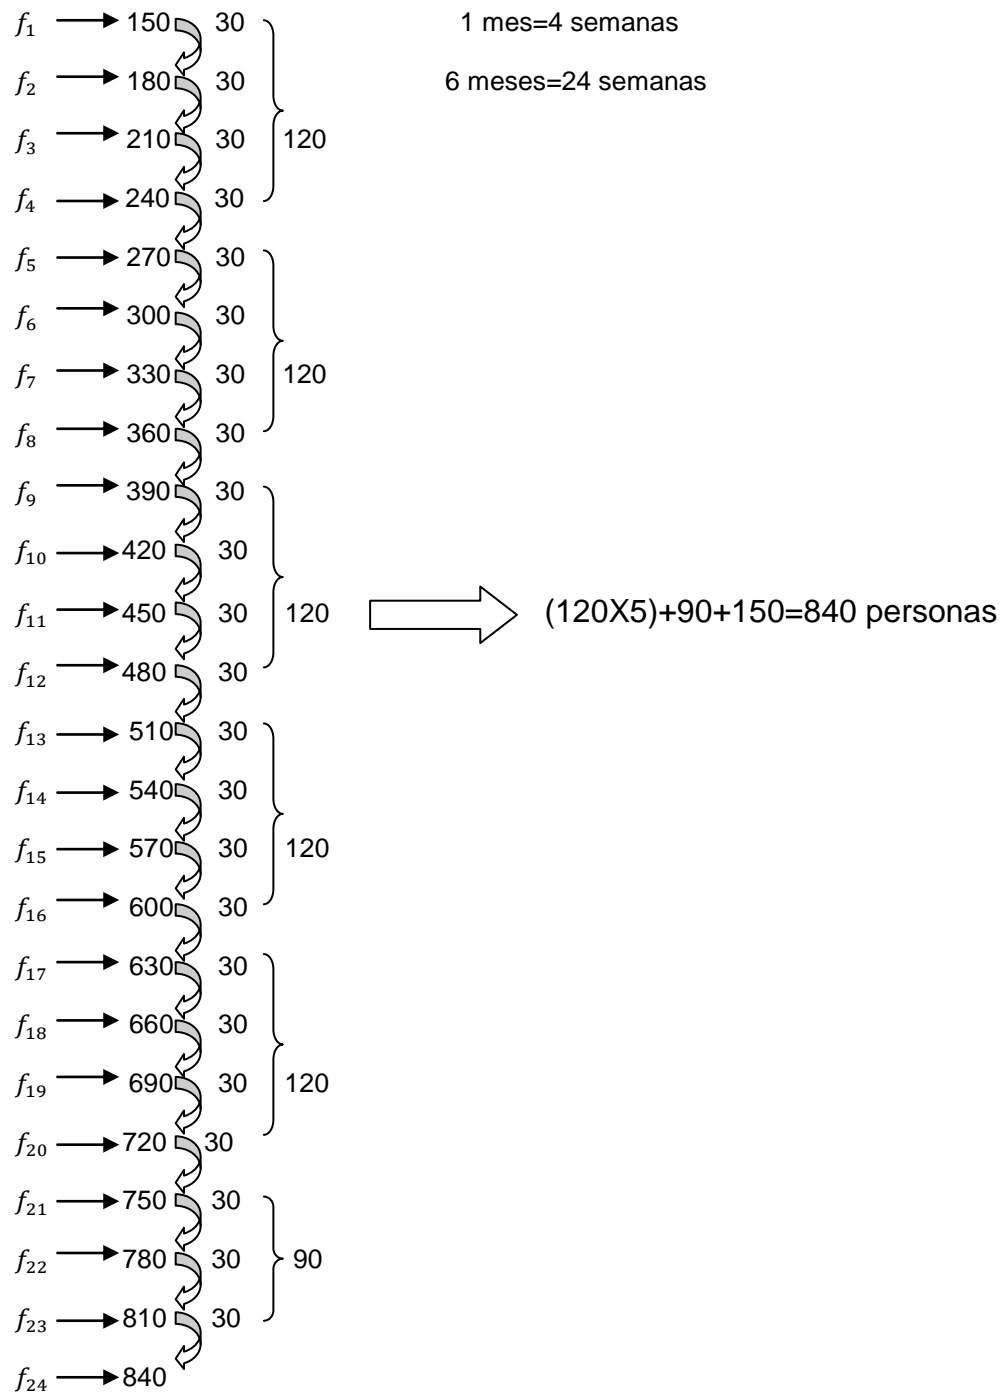 f₁ 150 30 1 mes=4 semanas
f₂ 180 30 6 meses=24 semanas
f₃ 210 30 120
f₄ 240 30
f₅ 270 30
f₆ 300 30
f₇ 330 30 120
f₈ 360 30
f₉ 390 30
f₁₀ 420 30
f₁₁ 450 30 120 (120X5)+90+150=840 personas
f₁₂ 480 30
f₁₃ 510 30
f₁₄ 540 30
f₁₅ 570 30 120
f₁₆ 600 30
f₁₇ 630 30
f₁₈ 660 30
f₁₉ 690 30 120
f₂₀ 720 30
f₂₁ 750 30
f₂₂ 780 30 90
f₂₃ 810 30
f₂₄ 840